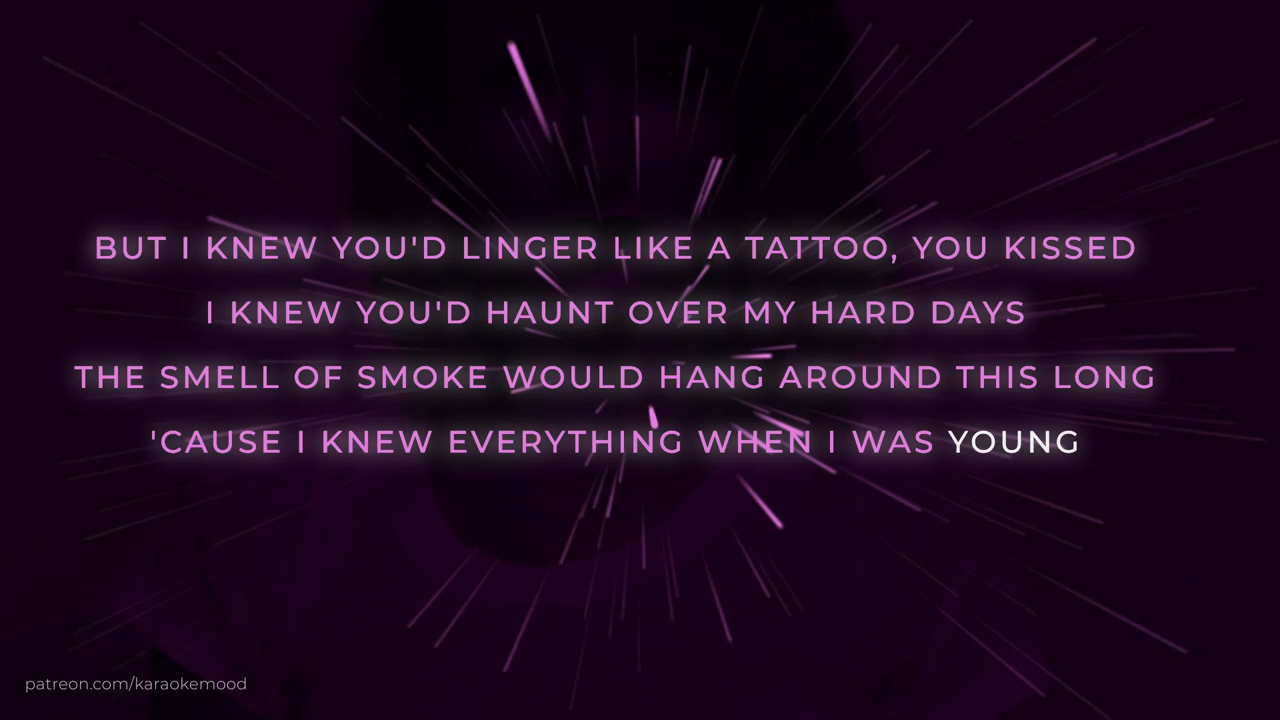 BUT I KNEW YOU'D LINGER LIKE A TATTOO, YOU KISSED
I KNEW YOU'D HAUNT OVER MY HARD DAYS
THE SMELL OF SMOKE WOULD HANG AROUND THIS LONG
'CAUSE I KNEW EVERYTHING WHEN I WAS YOUNG
patreon.com/karaokemood